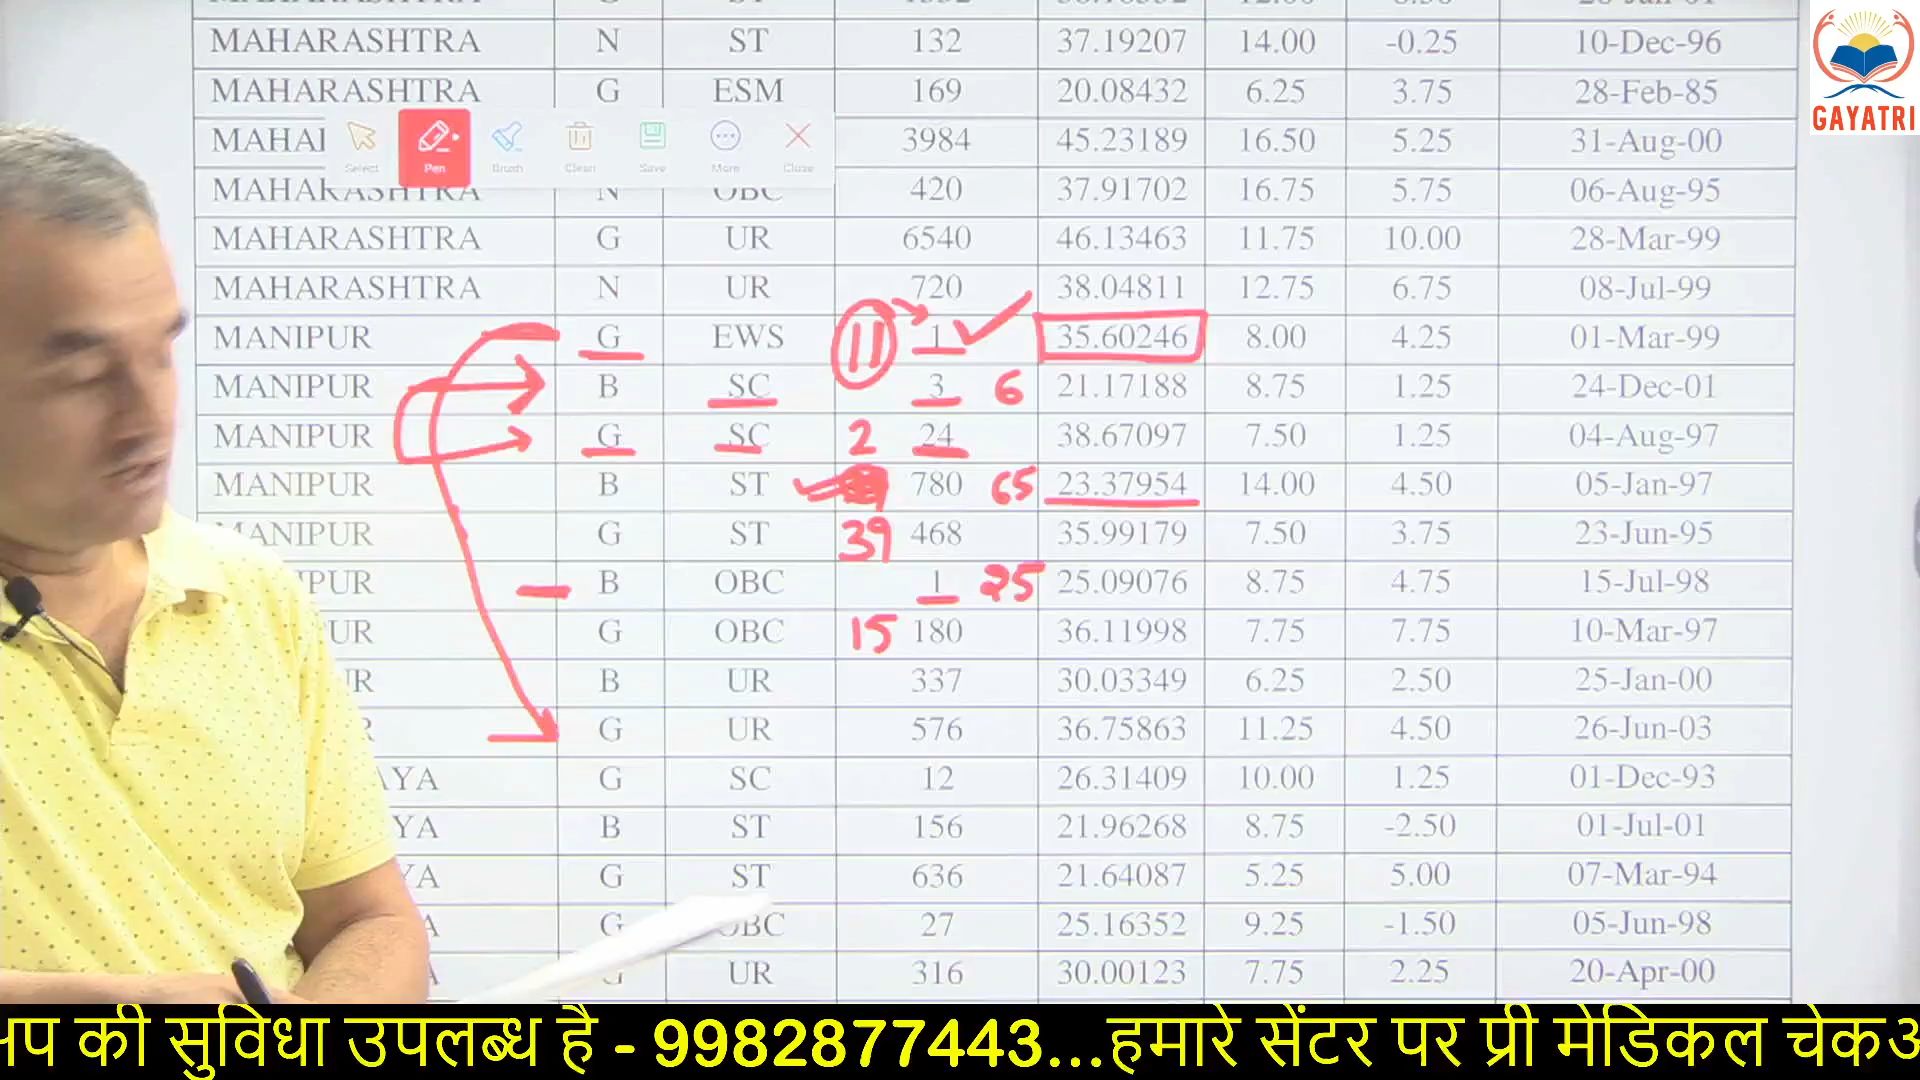 MAHARASHTRA N ST 132 37.19207 14.00 -0.25 10-Dec-96
MAHARASHTRA G ESM 169 20.08432 6.25 3.75 28-Feb-85
MAHAI 3984 45.23189 16.50 5.25 31-Aug-00
Select Pen Brush Clean Save More Close
MAHARASHTRA N OBC 420 37.91702 16.75 5.75 06-Aug-95
MAHARASHTRA G UR 6540 46.13463 11.75 10.00 28-Mar-99
MAHARASHTRA N UR 720 38.04811 12.75 6.75 08-Jul-99
MANIPUR G EWS 11 1 35.60246 8.00 4.25 01-Mar-99
MANIPUR B SC 3 6 21.17188 8.75 1.25 24-Dec-01
MANIPUR G SC 2 24 38.67097 7.50 1.25 04-Aug-97
MANIPUR B ST 780 65 23.37954 14.00 4.50 05-Jan-97
MANIPUR G ST 39 468 35.99179 7.50 3.75 23-Jun-95
IPUR B OBC 1 25 25.09076 8.75 4.75 15-Jul-98
UR G OBC 15 180 36.11998 7.75 7.75 10-Mar-97
UR B UR 337 30.03349 6.25 2.50 25-Jan-00
R G UR 576 36.75863 11.25 4.50 26-Jun-03
AYA G SC 12 26.31409 10.00 1.25 01-Dec-93
YA B ST 156 21.96268 8.75 -2.50 01-Jul-01
YA G ST 636 21.64087 5.25 5.00 07-Mar-94
A G OBC 27 25.16352 9.25 -1.50 05-Jun-98
A G UR 316 30.00123 7.75 2.25 20-Apr-00
GAYATRI
की सुविधा उपलब्ध है - 9982877443...हमारे सेंटर पर प्री मेडिकल चेकअ